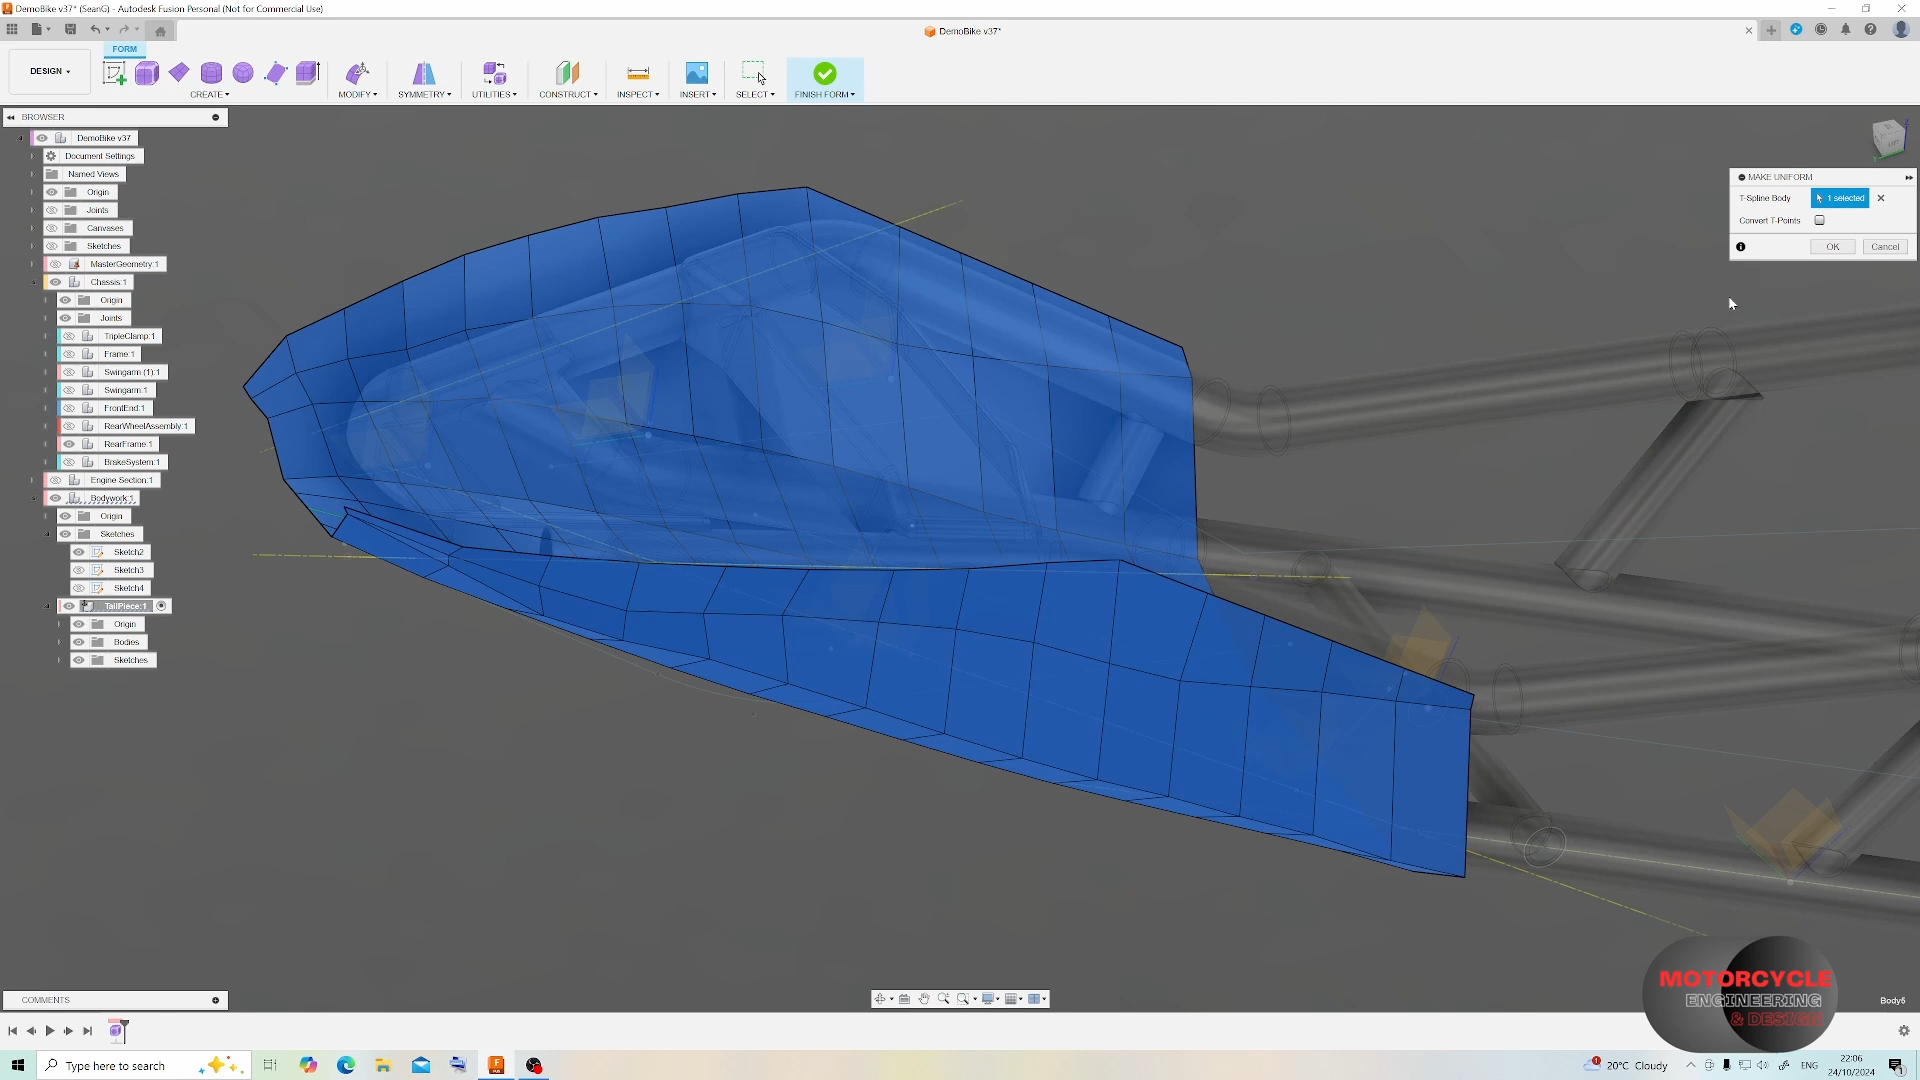 DemoBike v37* (SeanG) - Autodesk Fusion Personal (Not for Commercial Use)
DemoBike v37*
FORM
DESIGN
CREATE
MODIFY
SYMMETRY
UTILITIES
CONSTRUCT
INSPECT
INSERT
SELECT
FINISH FORM
BROWSER
DemoBike v37
Document Settings
Named Views
Origin
Joints
Canvases
Sketches
MasterGeometry:1
Chassis:1
Origin
Joints
TripleClamp:1
Frame:1
Swingarm (1):1
Swingarm:1
FrontEnd:1
RearWheelAssembly:1
RearFrame:1
BrakeSystem:1
Engine Section:1
Bodywork:1
Origin
Sketches
Sketch2
Sketch3
Sketch4
TailPiece:1
Origin
Bodies
Sketches
MAKE UNIFORM
T-Spline Body
1 selected
Convert T-Points
OK
Cancel
MOTORCYCLE
ENGINEERING
& DESIGN
Body5
COMMENTS
Type here to search
20°C Cloudy
ENG
22:06
24/10/2024